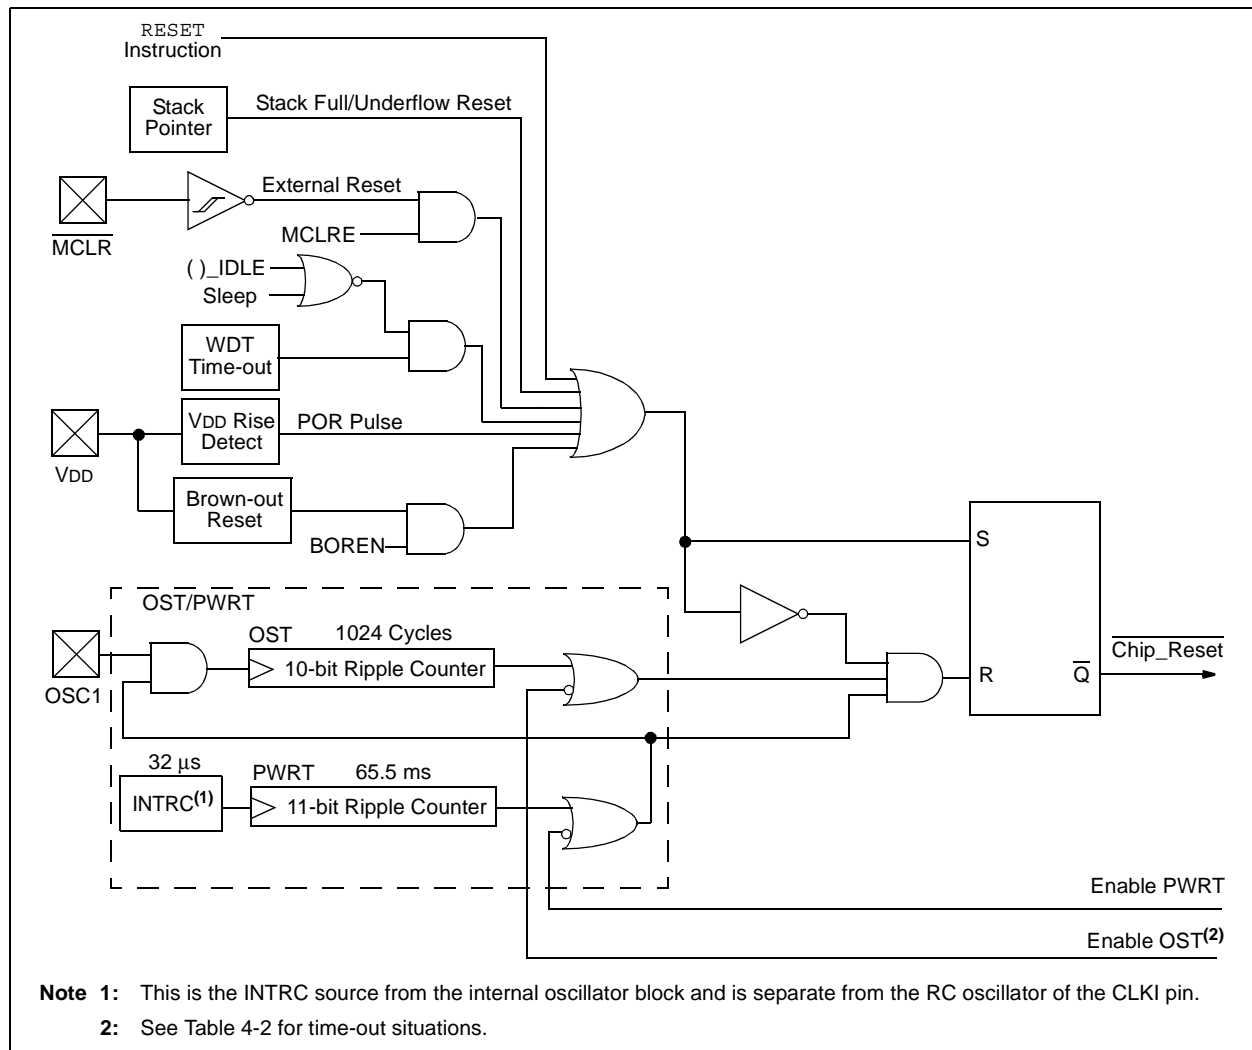 RESET
Instruction
Stack
Pointer
Stack Full/Underflow Reset
External Reset
MCLR
MCLRE
( )_IDLE
Sleep
WDT
Time-out
VDD Rise
Detect
POR Pulse
VDD
Brown-out
Reset
BOREN
S
OST/PWRT
OST
1024 Cycles
10-bit Ripple Counter
OSC1
R
Q
Chip_Reset
32 μs
INTRC(1)
PWRT
65.5 ms
11-bit Ripple Counter
Enable PWRT
Enable OST(2)
Note 1: This is the INTRC source from the internal oscillator block and is separate from the RC oscillator of the CLKI pin.
2: See Table 4-2 for time-out situations.